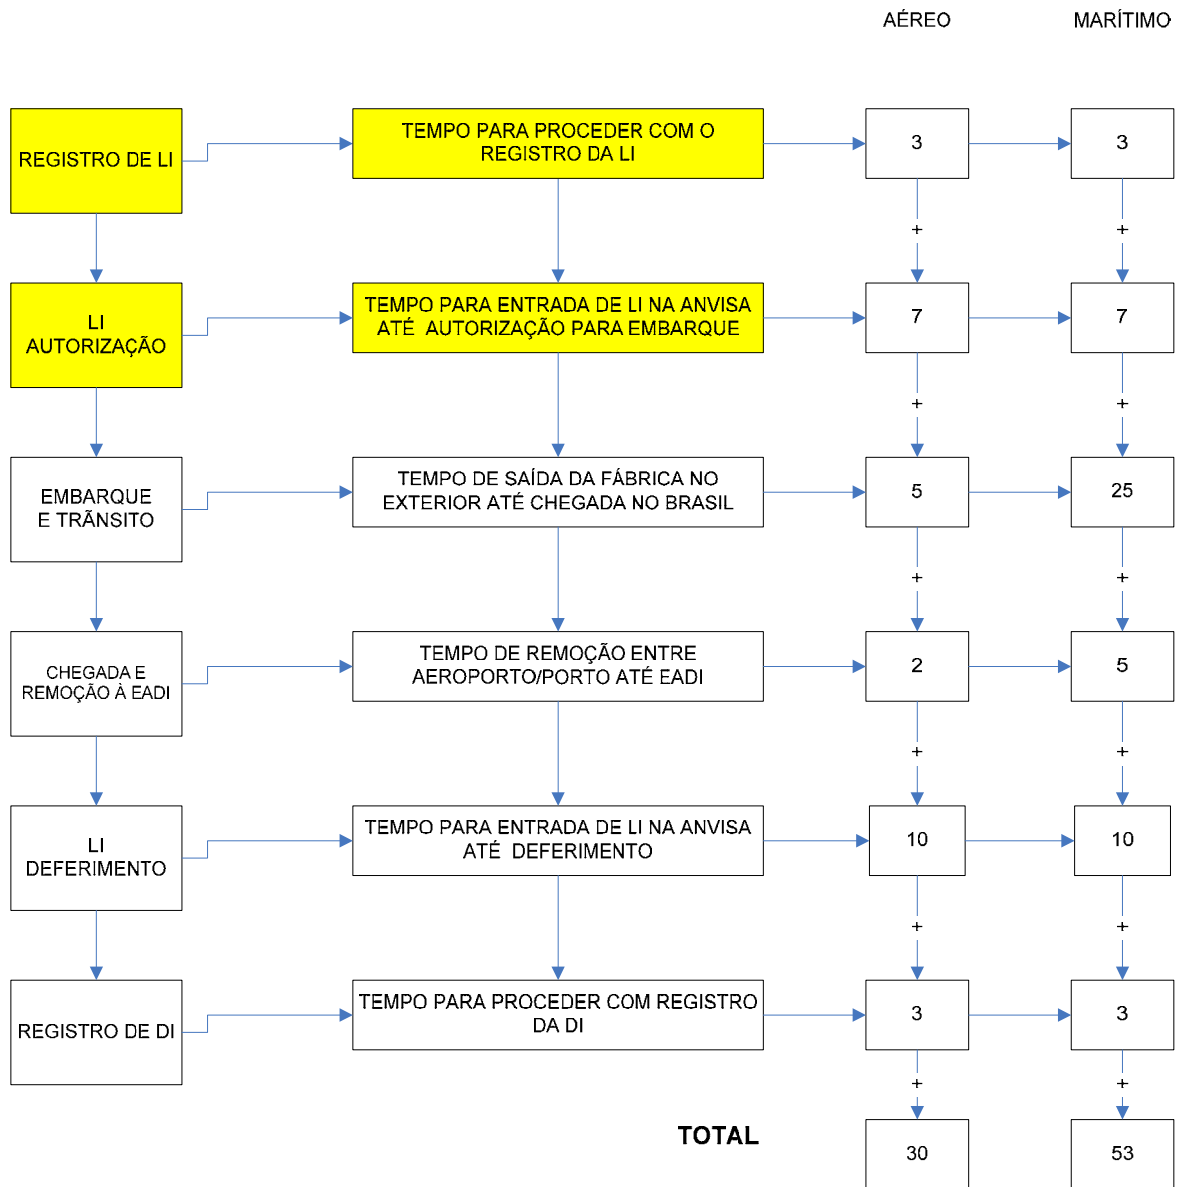 AÉREO MARÍTIMO
REGISTRO DE LI
TEMPO PARA PROCEDER COM O
REGISTRO DA LI
3
3
+
+
LI
AUTORIZAÇÃO
TEMPO PARA ENTRADA DE LI NA ANVISA
ATÉ AUTORIZAÇÃO PARA EMBARQUE
7
7
+
+
EMBARQUE
E TRÃNSITO
TEMPO DE SAÍDA DA FÁBRICA NO
EXTERIOR ATÉ CHEGADA NO BRASIL
5
25
+
+
CHEGADA E
REMOÇÃO À EADI
TEMPO DE REMOÇÃO ENTRE
AEROPORTO/PORTO ATÉ EADI
2
5
+
+
LI
DEFERIMENTO
TEMPO PARA ENTRADA DE LI NA ANVISA
ATÉ DEFERIMENTO
10
10
+
+
REGISTRO DE DI
TEMPO PARA PROCEDER COM REGISTRO
DA DI
3
3
+
+
TOTAL
30
53